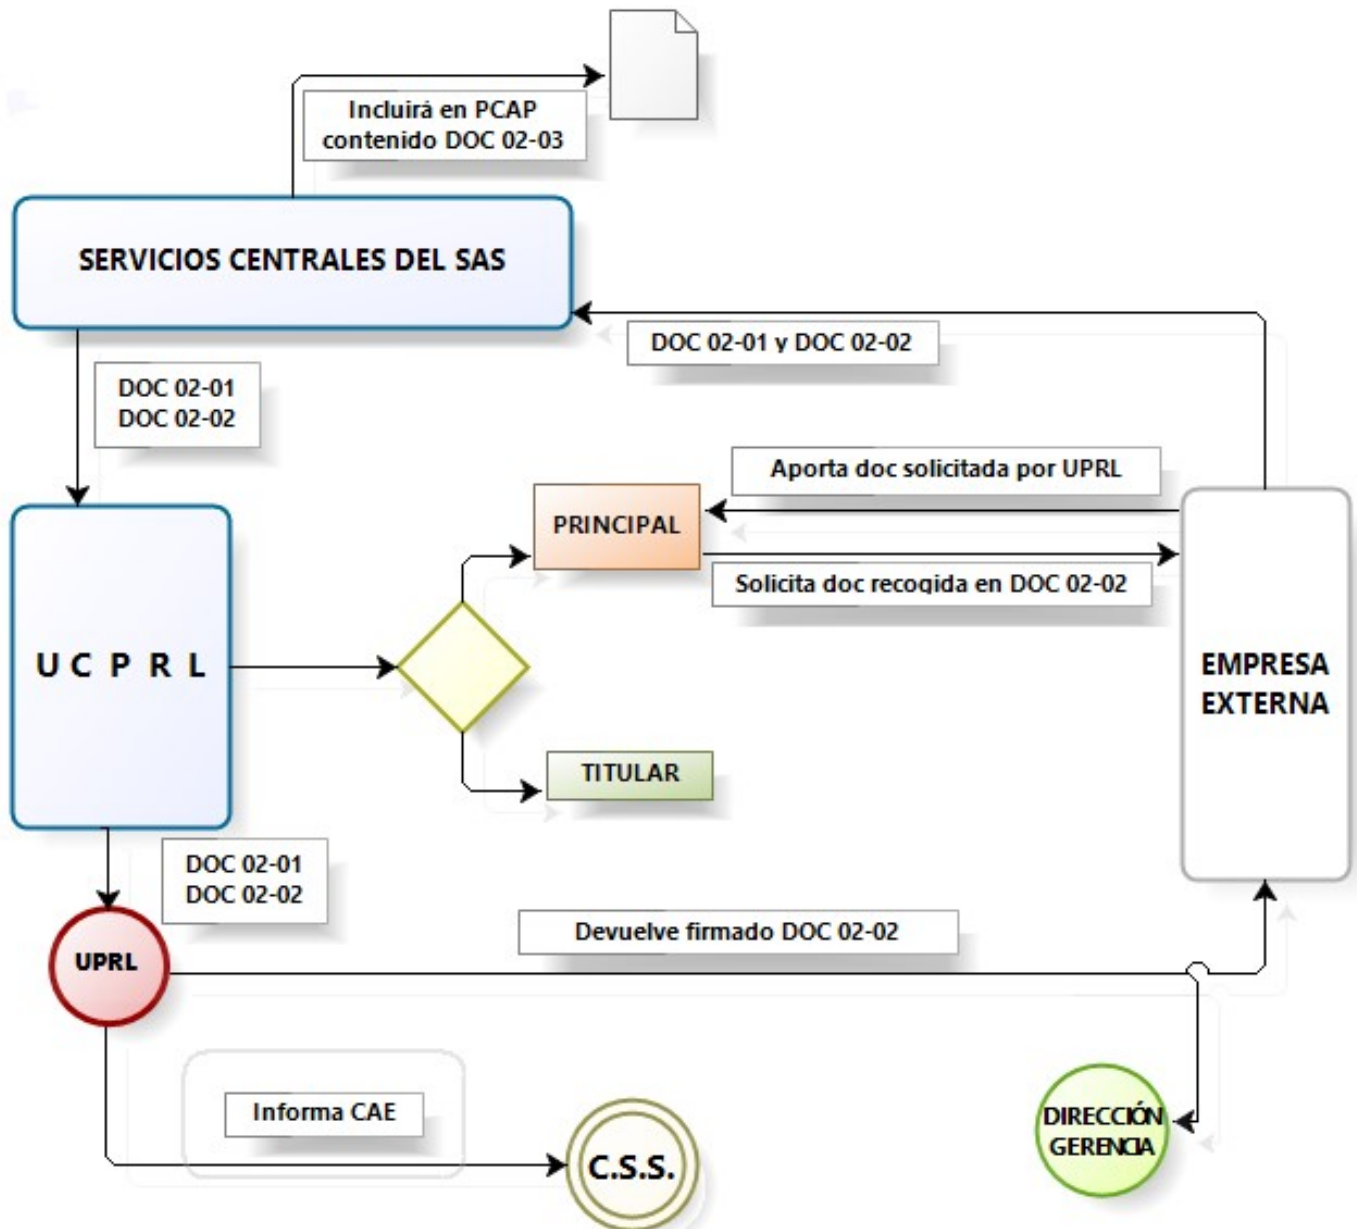 Incluirá en PCAP
contenido DOC 02-03
SERVICIOS CENTRALES DEL SAS
DOC 02-01 y DOC 02-02
DOC 02-01
DOC 02-02
Aporta doc solicitada por UPRL
PRINCIPAL
Solicita doc recogida en DOC 02-02
U C P R L
EMPRESA
EXTERNA
TITULAR
DOC 02-01
DOC 02-02
Devuelve firmado DOC 02-02
UPRL
Informa CAE
C.S.S.
DIRECCIÓN
GERENCIA